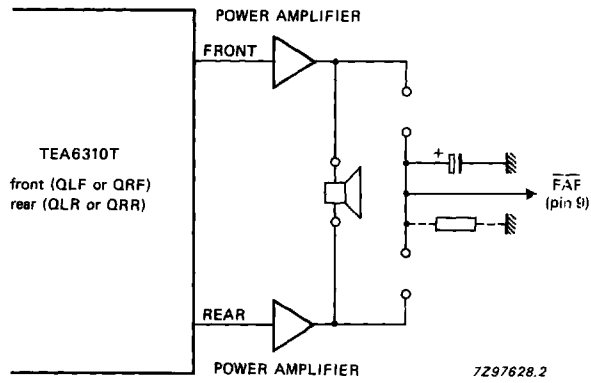 POWER AMPLIFIER
FRONT
TEA6310T
front (QLF or QRF)
rear (QLR or QRR)
+
FAF
(pin 9)
REAR
POWER AMPLIFIER
7Z97628.2